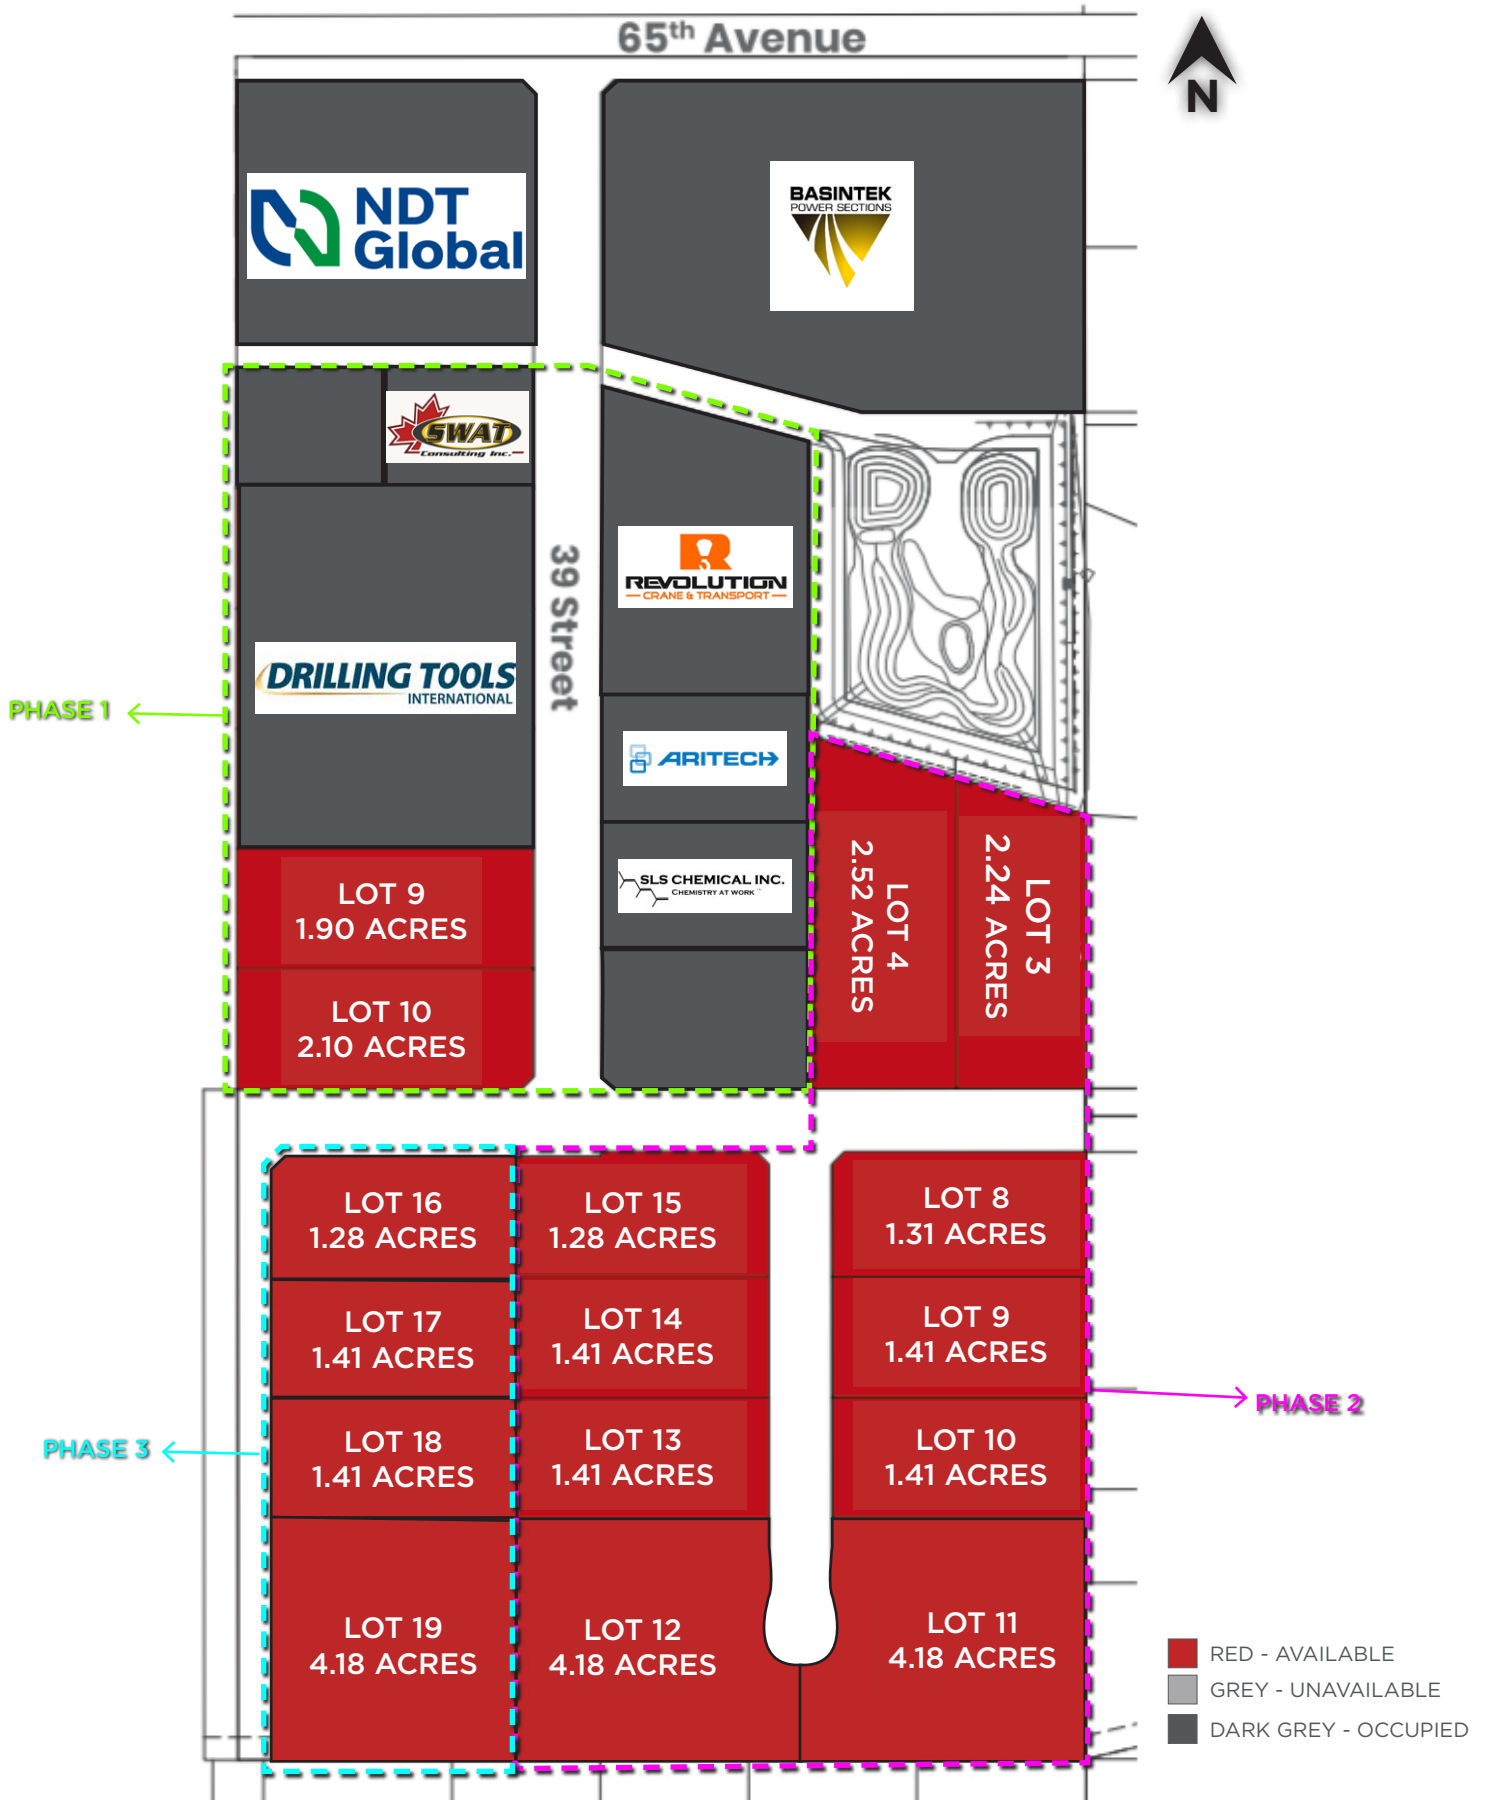 65th Avenue
N
NDT
Global
BASINTEK
POWER SECTIONS
SWAT
Consulting Inc.
39 Street
REVOLUTION
CRANE & TRANSPORT
DRILLING TOOLS
INTERNATIONAL
PHASE 1
ARITECH
SLS CHEMICAL INC.
CHEMISTRY AT WORK
LOT 9
1.90 ACRES
LOT 10
2.10 ACRES
LOT 4
2.52 ACRES
LOT 3
2.24 ACRES
LOT 16
1.28 ACRES
LOT 15
1.28 ACRES
LOT 8
1.31 ACRES
LOT 17
1.41 ACRES
LOT 14
1.41 ACRES
LOT 9
1.41 ACRES
PHASE 2
PHASE 3
LOT 18
1.41 ACRES
LOT 13
1.41 ACRES
LOT 10
1.41 ACRES
LOT 19
4.18 ACRES
LOT 12
4.18 ACRES
LOT 11
4.18 ACRES
RED - AVAILABLE
GREY - UNAVAILABLE
DARK GREY - OCCUPIED